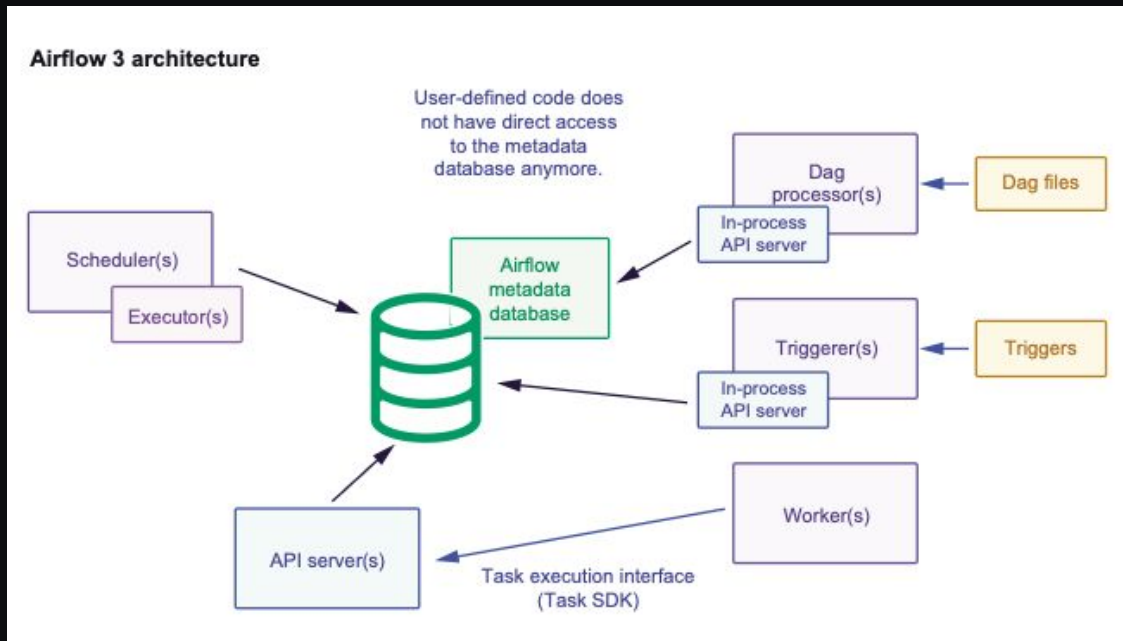 Airflow 3 architecture
User-defined code does
not have direct access
to the metadata
database anymore.
Dag
processor(s)
Dag files
In-process
API server
Scheduler(s)
Executor(s)
Airflow
metadata
database
Triggerer(s)
Triggers
In-process
API server
Worker(s)
API server(s)
Task execution interface
(Task SDK)